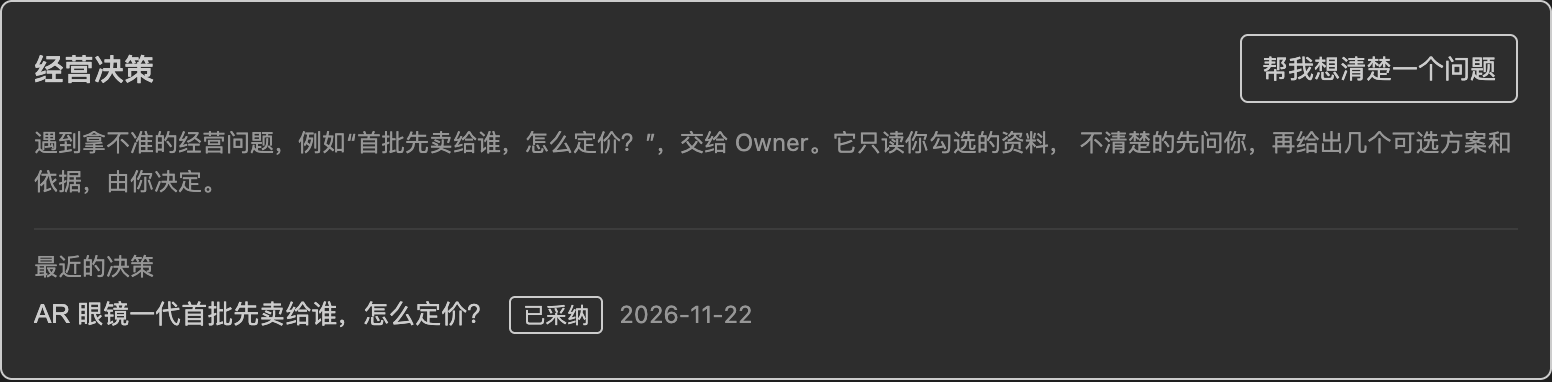 经营决策
帮我想清楚一个问题
遇到拿不准的经营问题，例如“首批先卖给谁，怎么定价？”，交给 Owner。它只读你勾选的资料， 不清楚的先问你，再给出几个可选方案和
依据，由你决定。
最近的决策
AR 眼镜一代首批先卖给谁，怎么定价？ 已采纳 2026-11-22